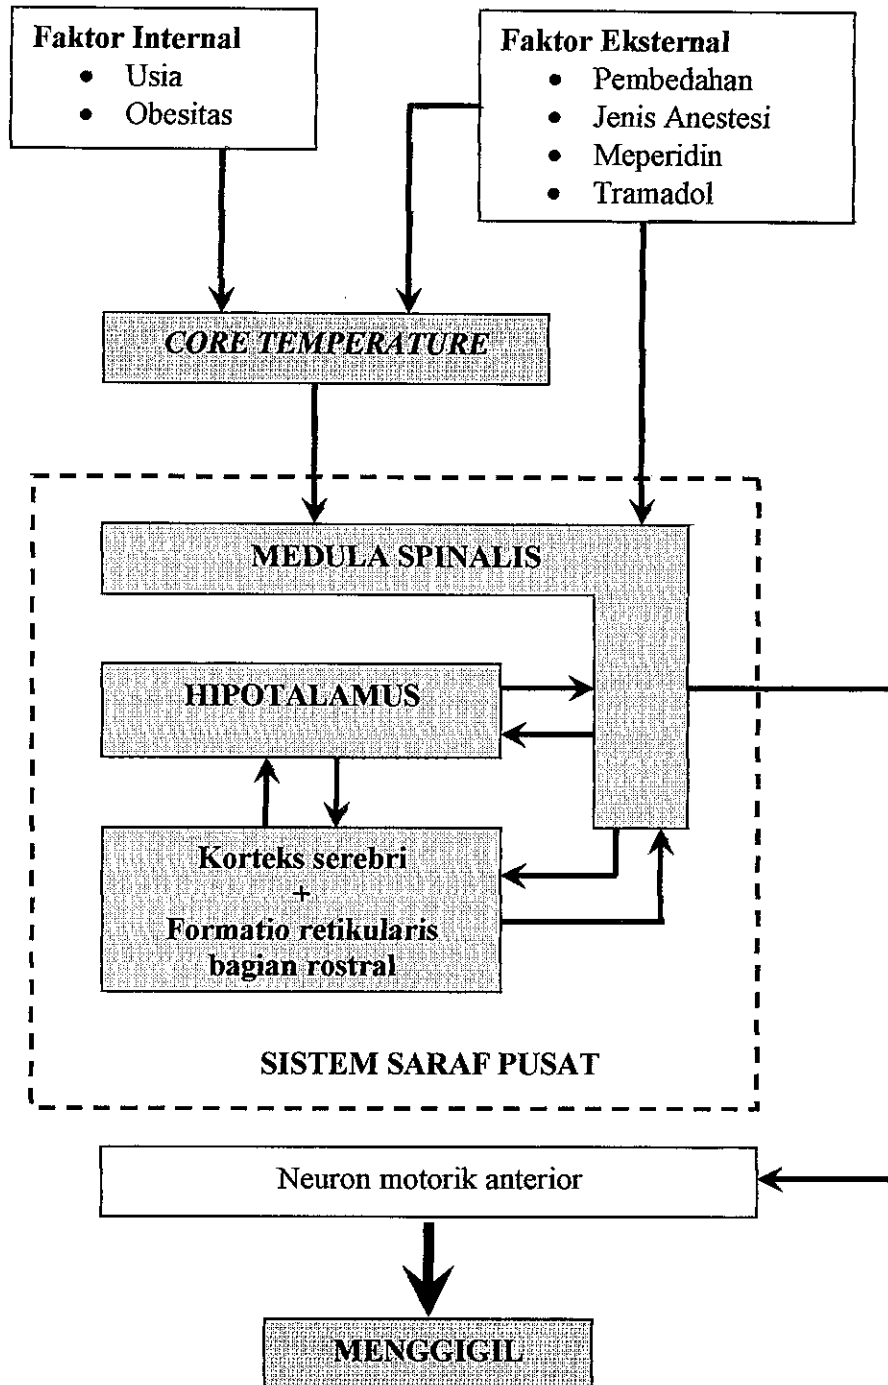 Faktor Internal
• Usia
• Obesitas
Faktor Eksternal
• Pembedahan
• Jenis Anestesi
• Meperidin
• Tramadol
CORE TEMPERATURE
MEDULA SPINALIS
HIPOTALAMUS
Korteks serebri
+
Formatio retikularis
bagian rostral
SISTEM SARAF PUSAT
Neuron motorik anterior
MENGGIGIL